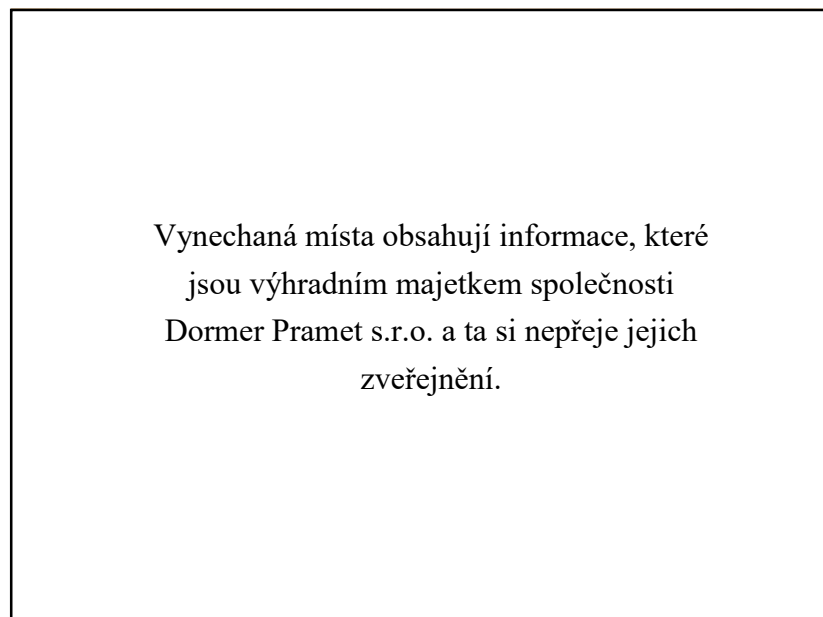 Vynechaná místa obsahují informace, které
jsou výhradním majetkem společnosti
Dormer Pramet s.r.o. a ta si nepřeje jejich
zveřejnění.